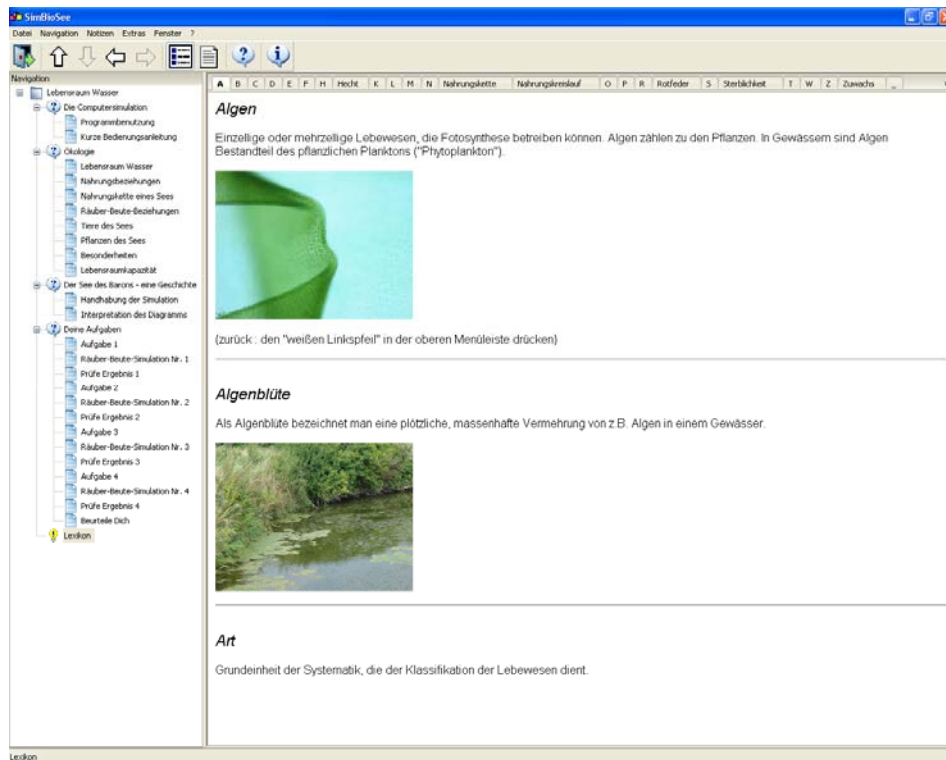 SimBioSee
Datei Navigation Notizen Extras Fenster ?
Navigation
Lebensraum Wasser
Die Computersimulation
Programmbenutzung
Kurze Bedienungsanleitung
Ökologie
Lebensraum Wasser
Nahrungsbeziehungen
Nahrungskette eines Sees
Räuber-Beute-Beziehungen
Tiere des Sees
Pflanzen des Sees
Besonderheiten
Lebensraumkapazität
Der See des Barons - eine Geschichte
Handhabung der Simulation
Interpretation des Diagramms
Deine Aufgaben
Aufgabe 1
Räuber-Beute-Simulation Nr. 1
Prüfe Ergebnis 1
Aufgabe 2
Räuber-Beute-Simulation Nr. 2
Prüfe Ergebnis 2
Aufgabe 3
Räuber-Beute-Simulation Nr. 3
Prüfe Ergebnis 3
Aufgabe 4
Räuber-Beute-Simulation Nr. 4
Prüfe Ergebnis 4
Beurteile Dich
Lexikon
A B C D E F H Hecht K L M N Nahrungskette Nahrungskreislauf O P R Rotfeder S Sterblichkeit T W Z Zuwachs _
Algen
Einzellige oder mehrzellige Lebewesen, die Fotosynthese betreiben können. Algen zählen zu den Pflanzen. In Gewässern sind Algen
Bestandteil des pflanzlichen Planktons ("Phytoplankton").
(zurück : den "weißen Linkspfeil" in der oberen Menüleiste drücken)
Algenblüte
Als Algenblüte bezeichnet man eine plötzliche, massenhafte Vermehrung von z.B. Algen in einem Gewässer.
Art
Grundeinheit der Systematik, die der Klassifikation der Lebewesen dient.
Lexikon